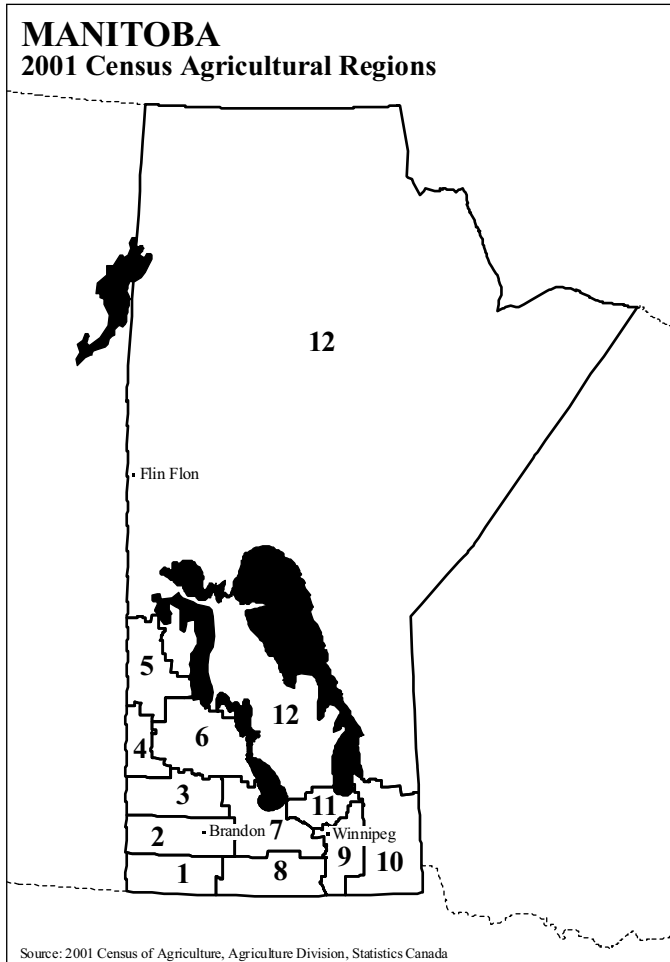 MANITOBA
2001 Census Agricultural Regions
12
Flin Flon
5
12
6
4
3
11
Brandon
7
Winnipeg
2
9
10
8
1
Source: 2001 Census of Agriculture, Agriculture Division, Statistics Canada